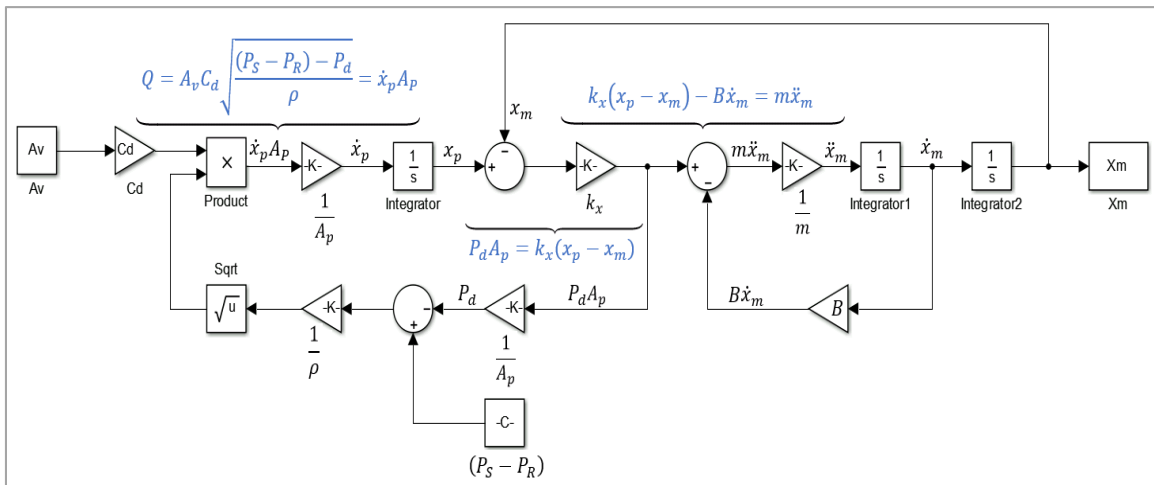 Q = A_v C_d √(((P_S − P_R) − P_d)/ρ) = ẋ_p A_P
k_x(x_p − x_m) − Bẋ_m = mẍ_m
x_m
Av
Av
Cd
Cd
×
Product
ẋ_p A_P
-K-
1/A_p
ẋ_p
1/s
Integrator
x_p
+
−
-K-
k_x
P_d A_p = k_x(x_p − x_m)
+
−
mẍ_m
-K-
1/m
ẍ_m
1/s
Integrator1
ẋ_m
1/s
Integrator2
Xm
Xm
Sqrt
√u
-K-
1/ρ
−
+
P_d
-K-
1/A_p
P_d A_p
Bẋ_m
B
-C-
(P_S − P_R)